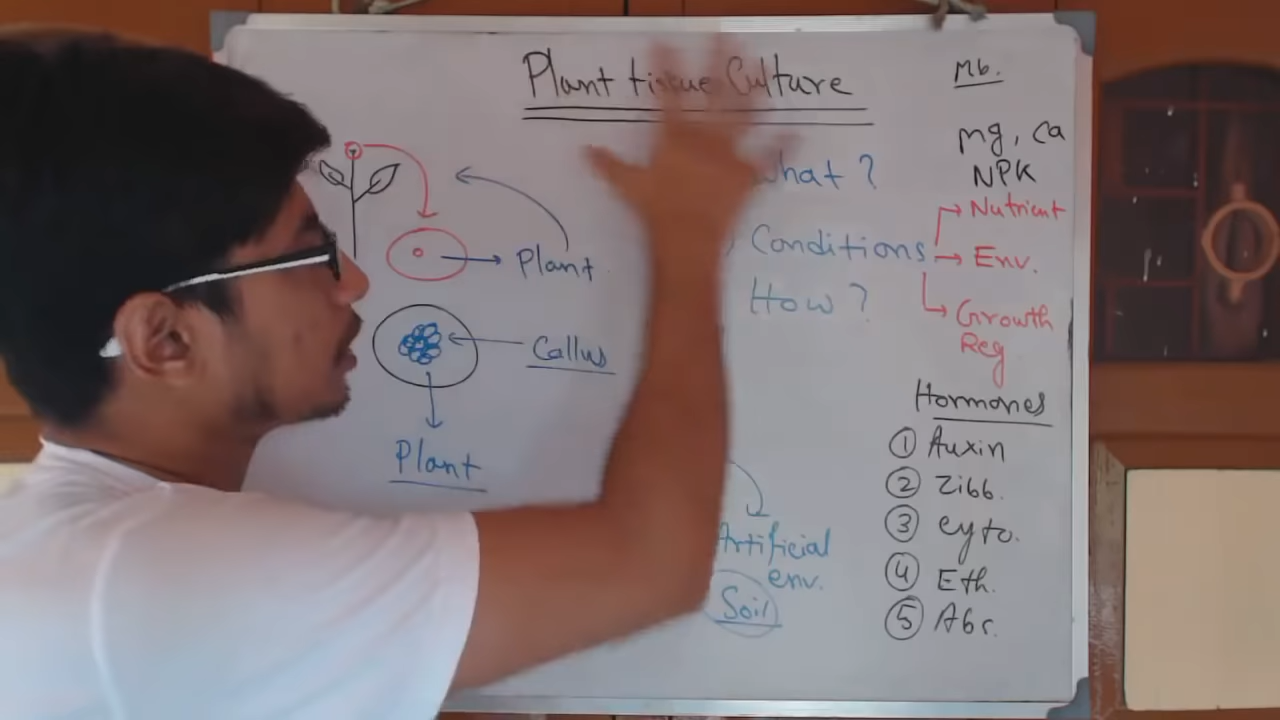 Plant tissue Culture
Mb.
Mg, Ca
NPK
What?
Conditions
Nutrient
Env.
Growth
Reg
How?
Plant
Callus
Plant
Hormones
① Auxin
② Zibb.
③ Cyto.
④ Eth.
⑤ Abs.
Artificial
env.
Soil